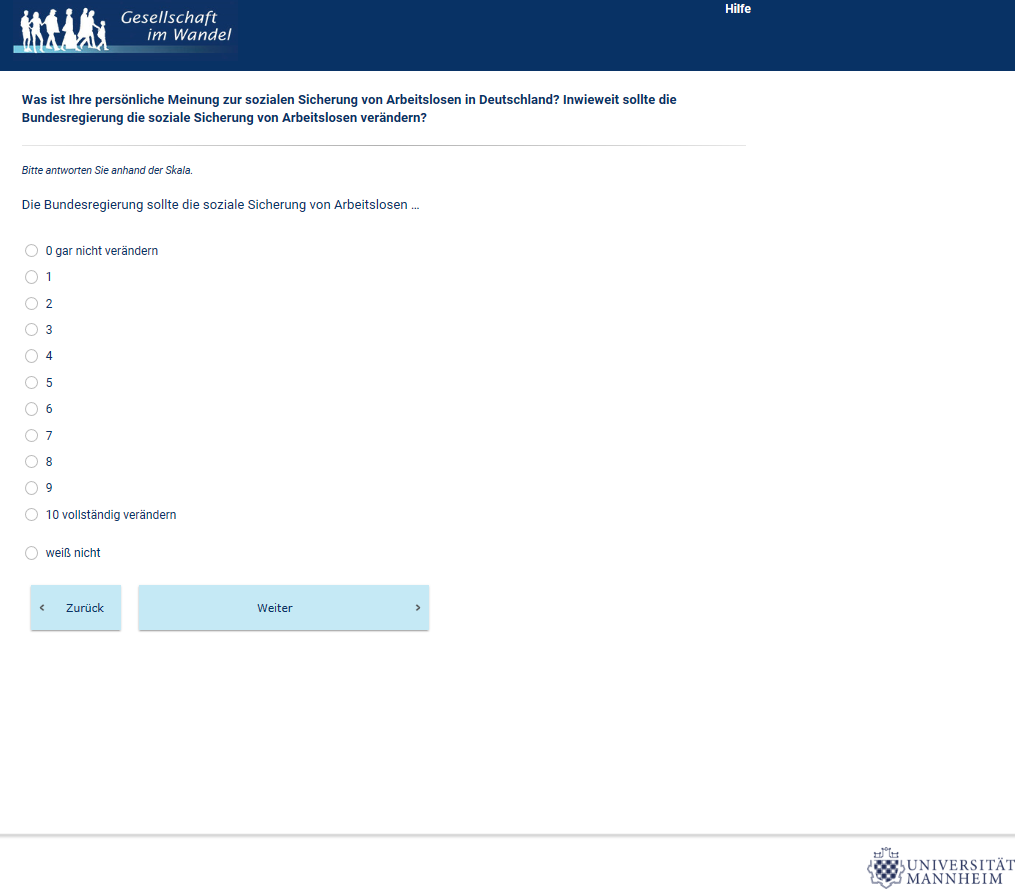 Gesellschaft
im Wandel
Hilfe
Was ist Ihre persönliche Meinung zur sozialen Sicherung von Arbeitslosen in Deutschland? Inwieweit sollte die
Bundesregierung die soziale Sicherung von Arbeitslosen verändern?
Bitte antworten Sie anhand der Skala.
Die Bundesregierung sollte die soziale Sicherung von Arbeitslosen ...
0 gar nicht verändern
1
2
3
4
5
6
7
8
9
10 vollständig verändern
weiß nicht
‹ Zurück
Weiter ›
UNIVERSITÄT
MANNHEIM